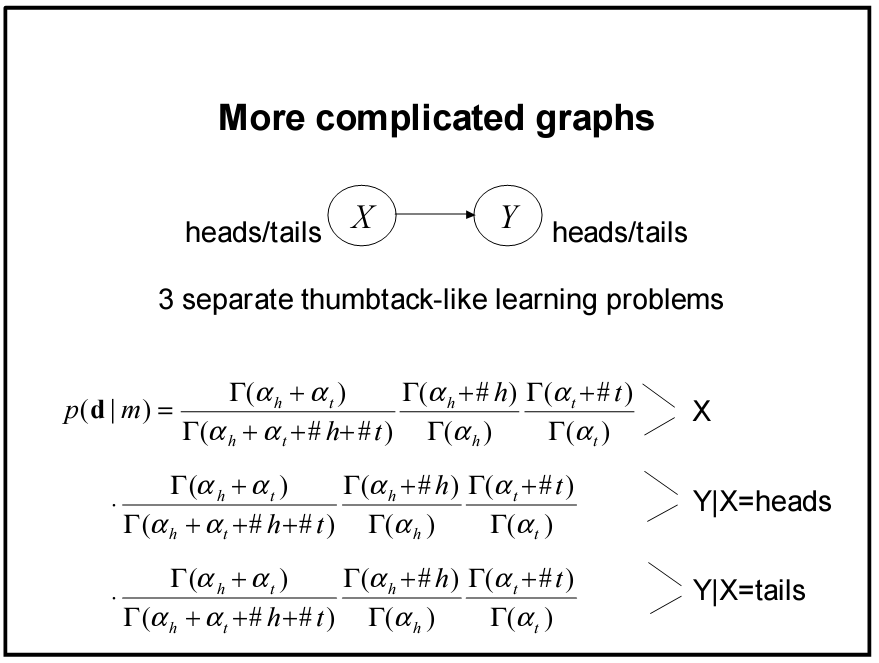 More complicated graphs
heads/tails X Y heads/tails
3 separate thumbtack-like learning problems
p(d | m) = Γ(α_h + α_t) / Γ(α_h + α_t + # h + # t) Γ(α_h + # h) / Γ(α_h) Γ(α_t + # t) / Γ(α_t) X
· Γ(α_h + α_t) / Γ(α_h + α_t + # h + # t) Γ(α_h + # h) / Γ(α_h) Γ(α_t + # t) / Γ(α_t) Y|X=heads
· Γ(α_h + α_t) / Γ(α_h + α_t + # h + # t) Γ(α_h + # h) / Γ(α_h) Γ(α_t + # t) / Γ(α_t) Y|X=tails